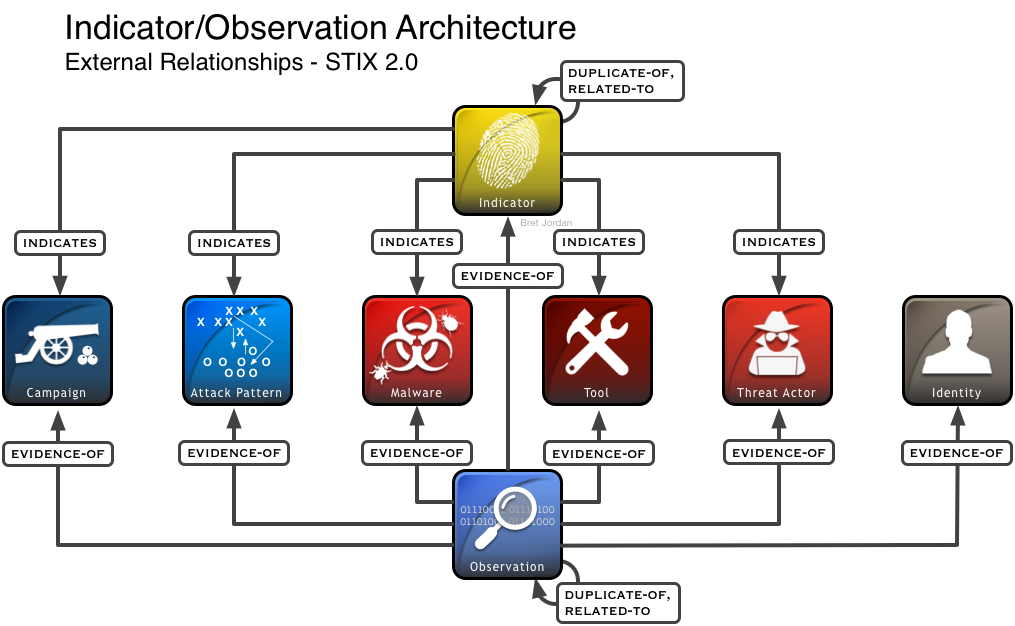 Indicator/Observation Architecture
External Relationships - STIX 2.0
DUPLICATE-OF,
RELATED-TO
Indicator
Bret Jordan
INDICATES
INDICATES
INDICATES
INDICATES
INDICATES
EVIDENCE-OF
X X X
X X X X
X
O
O O O O
O O O
Campaign
Attack Pattern
Malware
Tool
Threat Actor
Identity
EVIDENCE-OF
EVIDENCE-OF
EVIDENCE-OF
EVIDENCE-OF
EVIDENCE-OF
EVIDENCE-OF
Observation
DUPLICATE-OF,
RELATED-TO